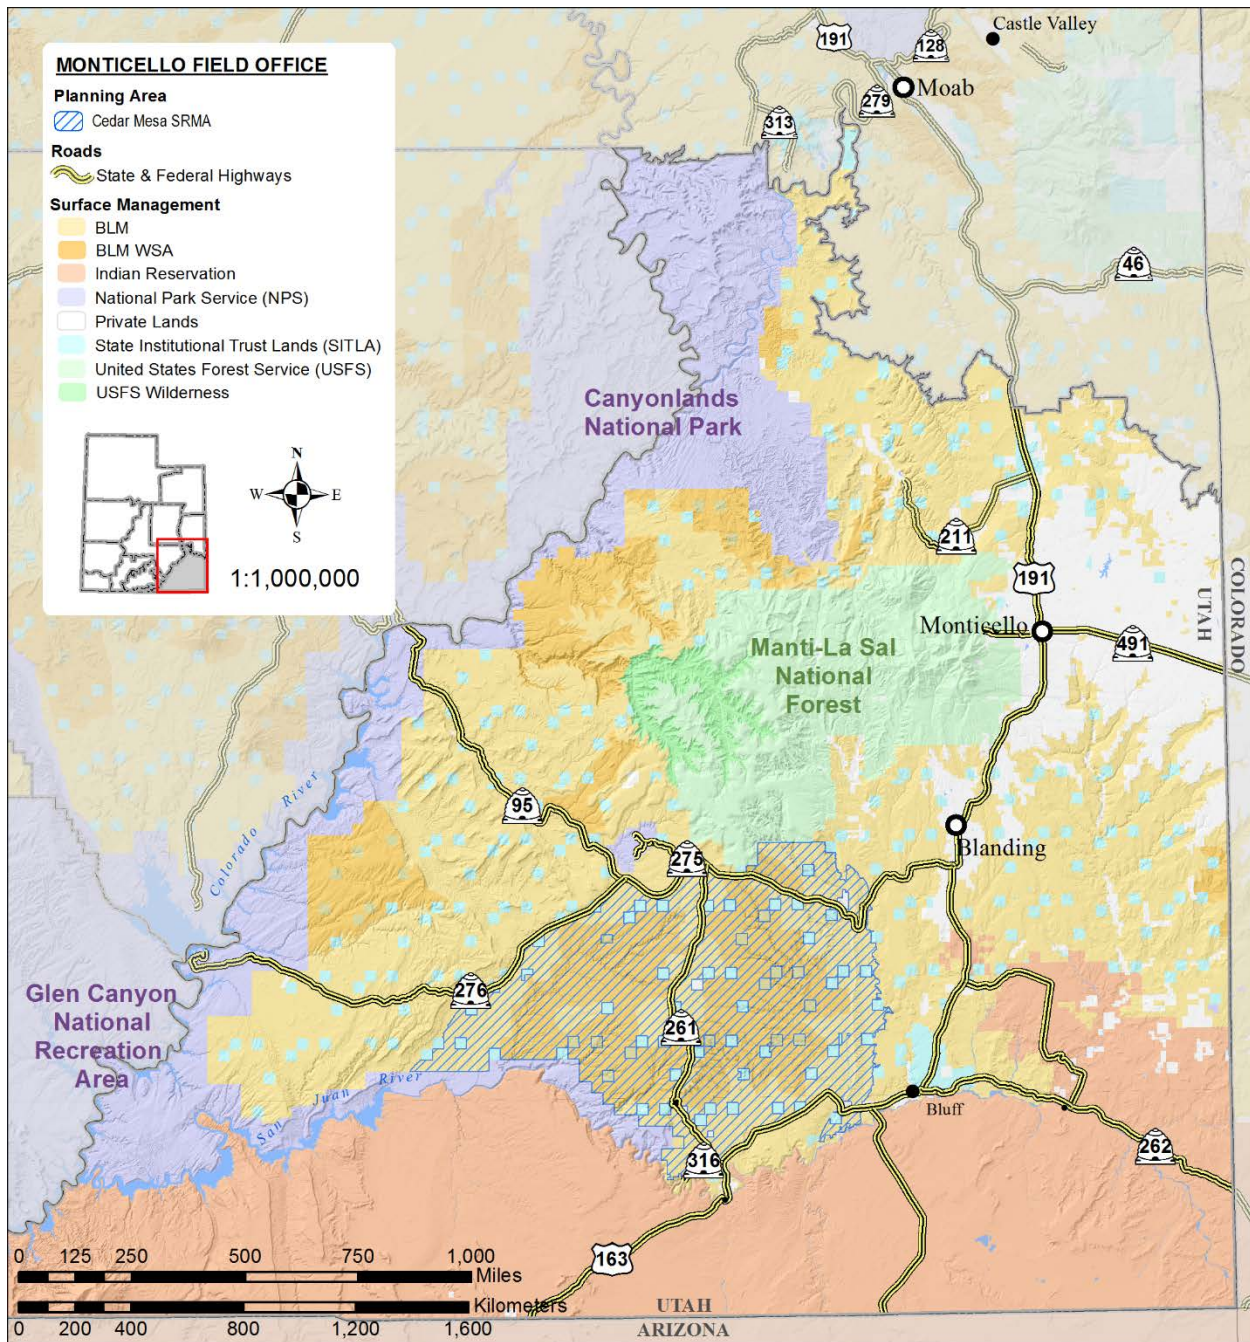 MONTICELLO FIELD OFFICE
Planning Area
Cedar Mesa SRMA
Roads
State & Federal Highways
Surface Management
BLM
BLM WSA
Indian Reservation
National Park Service (NPS)
Private Lands
State Institutional Trust Lands (SITLA)
United States Forest Service (USFS)
USFS Wilderness
N
W E
S
1:1,000,000
Castle Valley
191
128
Moab
279
313
46
Canyonlands
National Park
211
191
COLORADO
UTAH
Monticello
491
Manti-La Sal
National
Forest
Colorado River
95
Blanding
275
Glen Canyon
National
Recreation
Area
276
261
San Juan River
Bluff
316
262
163
0 125 250 500 750 1,000
Miles
Kilometers
0 200 400 800 1,200 1,600
UTAH
ARIZONA